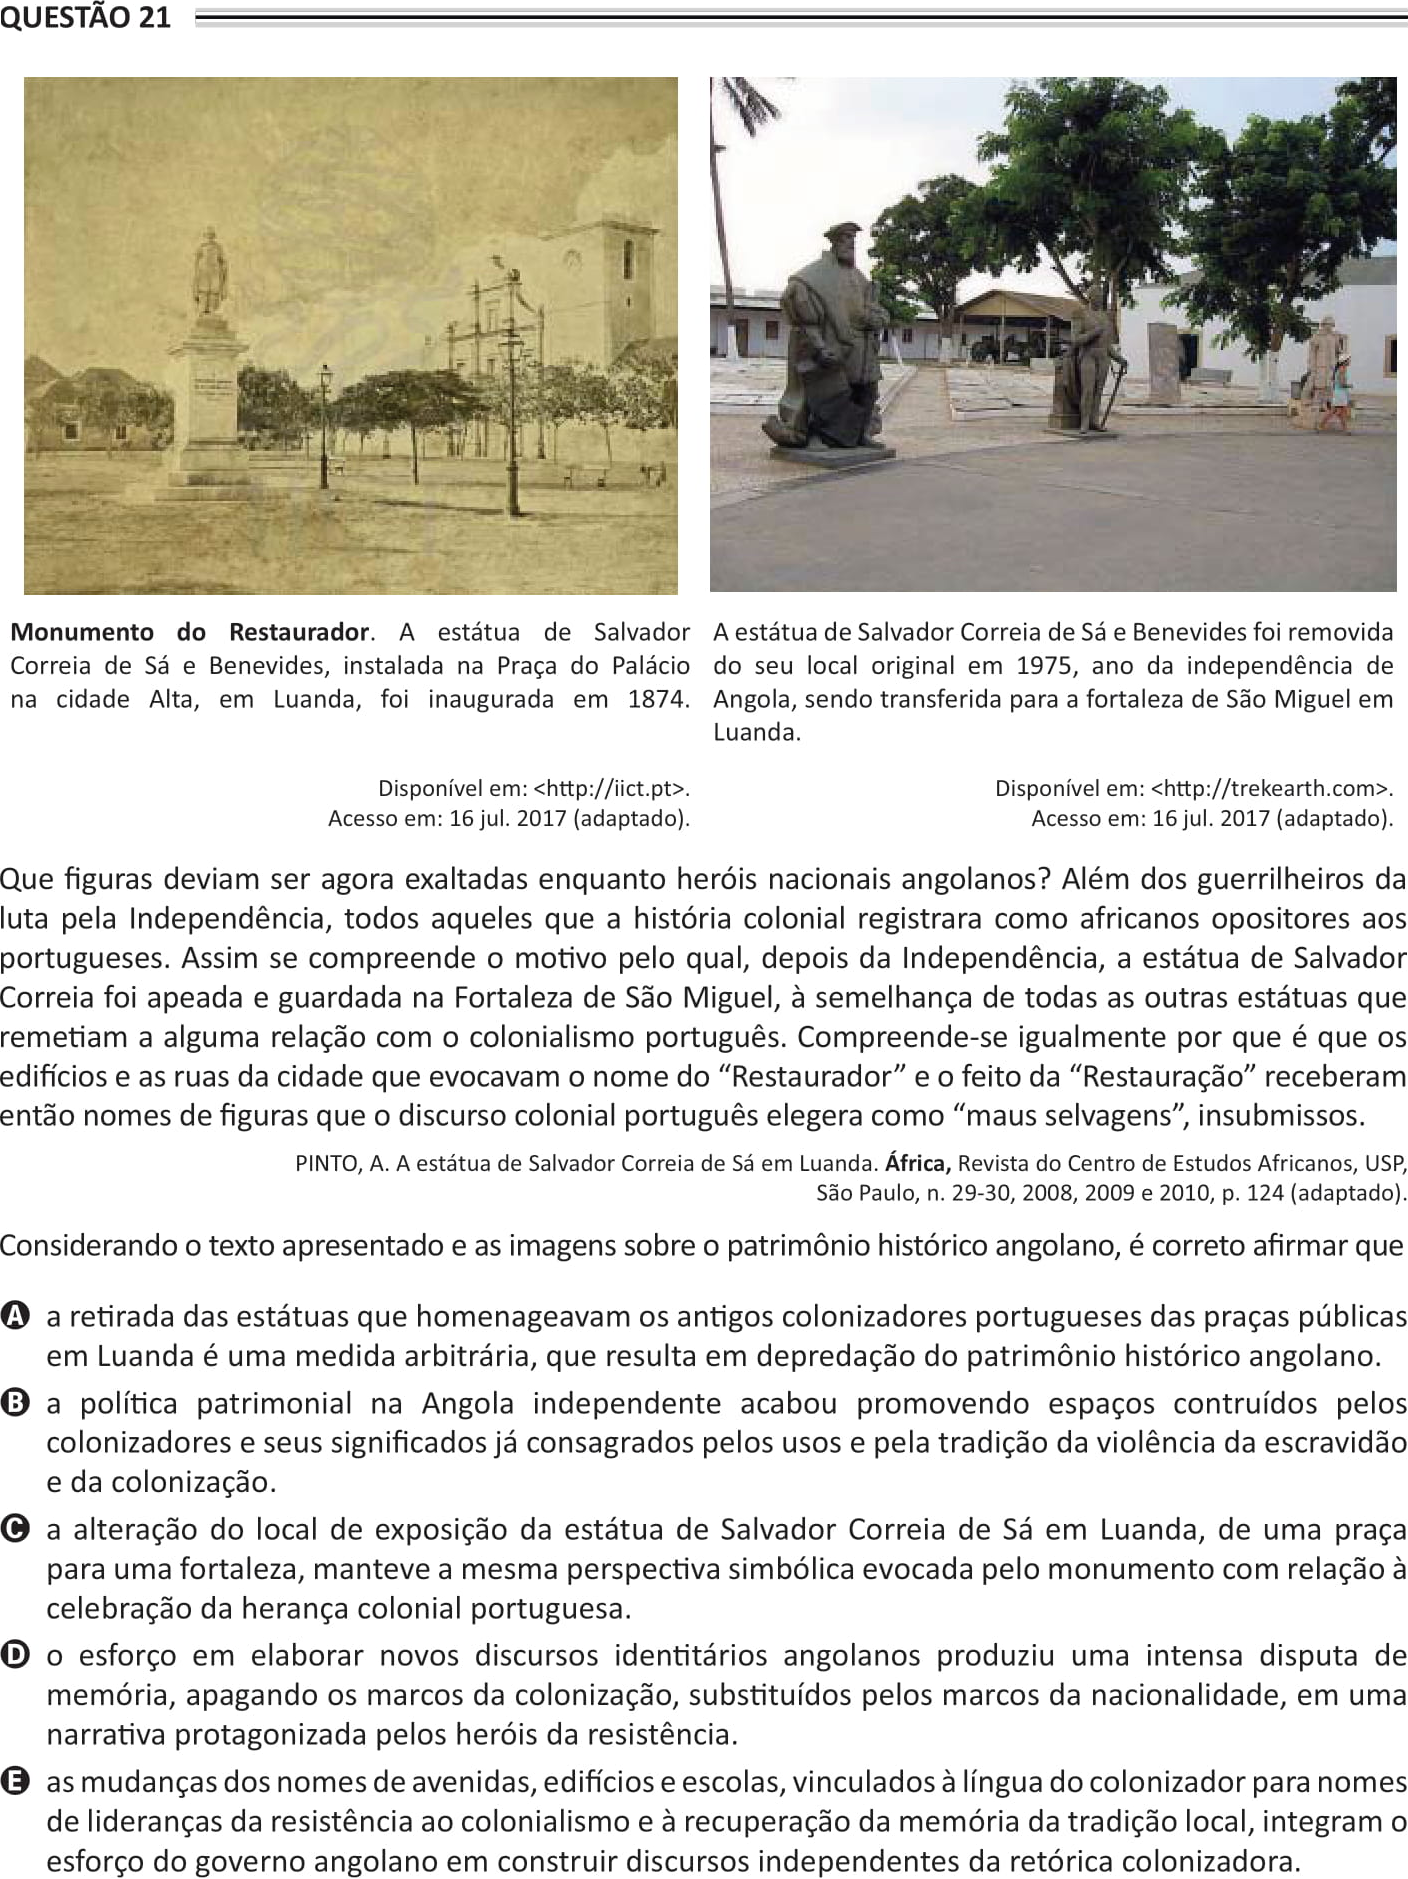 QUESTÃO 21
Monumento do Restaurador. A estátua de Salvador
Correia de Sá e Benevides, instalada na Praça do Palácio
na cidade Alta, em Luanda, foi inaugurada em 1874.
Disponível em: <http://iict.pt>.
Acesso em: 16 jul. 2017 (adaptado).
A estátua de Salvador Correia de Sá e Benevides foi removida
do seu local original em 1975, ano da independência de
Angola, sendo transferida para a fortaleza de São Miguel em
Luanda.
Disponível em: <http://trekearth.com>.
Acesso em: 16 jul. 2017 (adaptado).
Que figuras deviam ser agora exaltadas enquanto heróis nacionais angolanos? Além dos guerrilheiros da
luta pela Independência, todos aqueles que a história colonial registrara como africanos opositores aos
portugueses. Assim se compreende o motivo pelo qual, depois da Independência, a estátua de Salvador
Correia foi apeada e guardada na Fortaleza de São Miguel, à semelhança de todas as outras estátuas que
remetiam a alguma relação com o colonialismo português. Compreende-se igualmente por que é que os
edifícios e as ruas da cidade que evocavam o nome do “Restaurador” e o feito da “Restauração” receberam
então nomes de figuras que o discurso colonial português elegera como “maus selvagens”, insubmissos.
PINTO, A. A estátua de Salvador Correia de Sá em Luanda. África, Revista do Centro de Estudos Africanos, USP,
São Paulo, n. 29-30, 2008, 2009 e 2010, p. 124 (adaptado).
Considerando o texto apresentado e as imagens sobre o patrimônio histórico angolano, é correto afirmar que
A a retirada das estátuas que homenageavam os antigos colonizadores portugueses das praças públicas
em Luanda é uma medida arbitrária, que resulta em depredação do patrimônio histórico angolano.
B a política patrimonial na Angola independente acabou promovendo espaços contruídos pelos
colonizadores e seus significados já consagrados pelos usos e pela tradição da violência da escravidão
e da colonização.
C a alteração do local de exposição da estátua de Salvador Correia de Sá em Luanda, de uma praça
para uma fortaleza, manteve a mesma perspectiva simbólica evocada pelo monumento com relação à
celebração da herança colonial portuguesa.
D o esforço em elaborar novos discursos identitários angolanos produziu uma intensa disputa de
memória, apagando os marcos da colonização, substituídos pelos marcos da nacionalidade, em uma
narrativa protagonizada pelos heróis da resistência.
E as mudanças dos nomes de avenidas, edifícios e escolas, vinculados à língua do colonizador para nomes
de lideranças da resistência ao colonialismo e à recuperação da memória da tradição local, integram o
esforço do governo angolano em construir discursos independentes da retórica colonizadora.